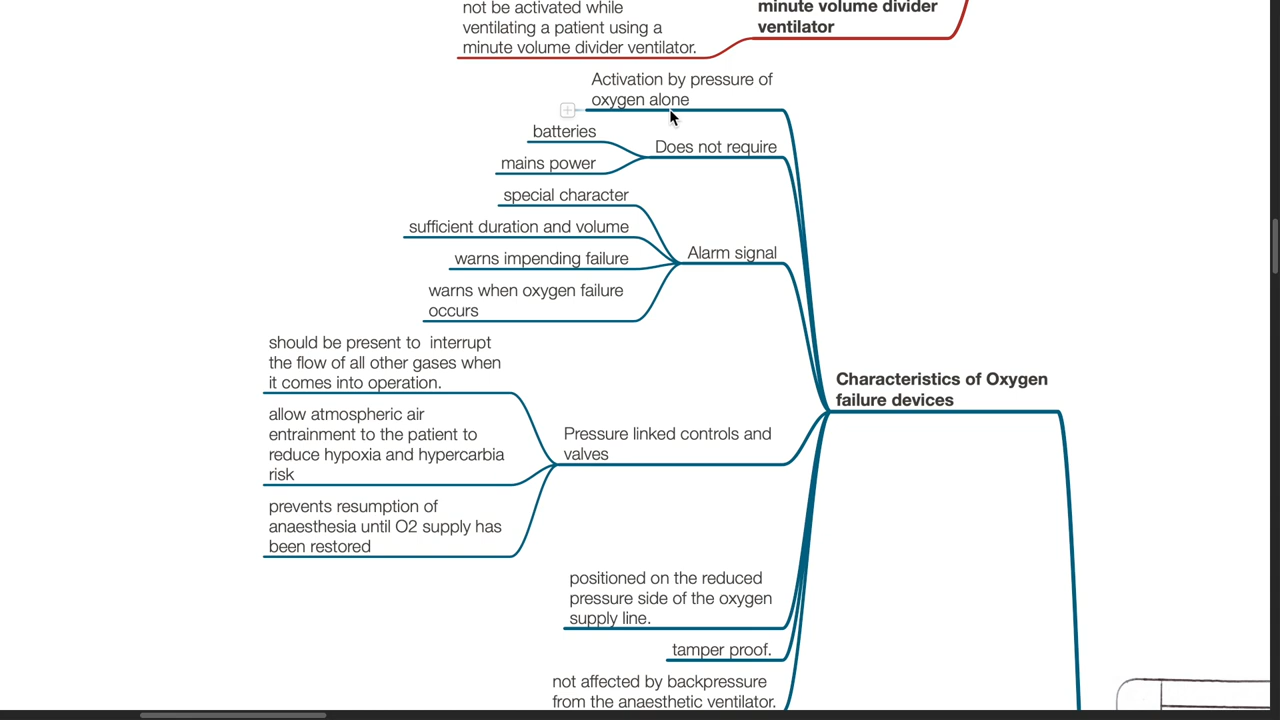 not be activated while
ventilating a patient using a
minute volume divider ventilator.
minute volume divider
ventilator
Activation by pressure of
oxygen alone
Does not require
batteries
mains power
Alarm signal
special character
sufficient duration and volume
warns impending failure
warns when oxygen failure
occurs
Characteristics of Oxygen
failure devices
Pressure linked controls and
valves
should be present to  interrupt
the flow of all other gases when
it comes into operation.
allow atmospheric air
entrainment to the patient to
reduce hypoxia and hypercarbia
risk
prevents resumption of
anaesthesia until O2 supply has
been restored
positioned on the reduced
pressure side of the oxygen
supply line.
tamper proof.
not affected by backpressure
from the anaesthetic ventilator.